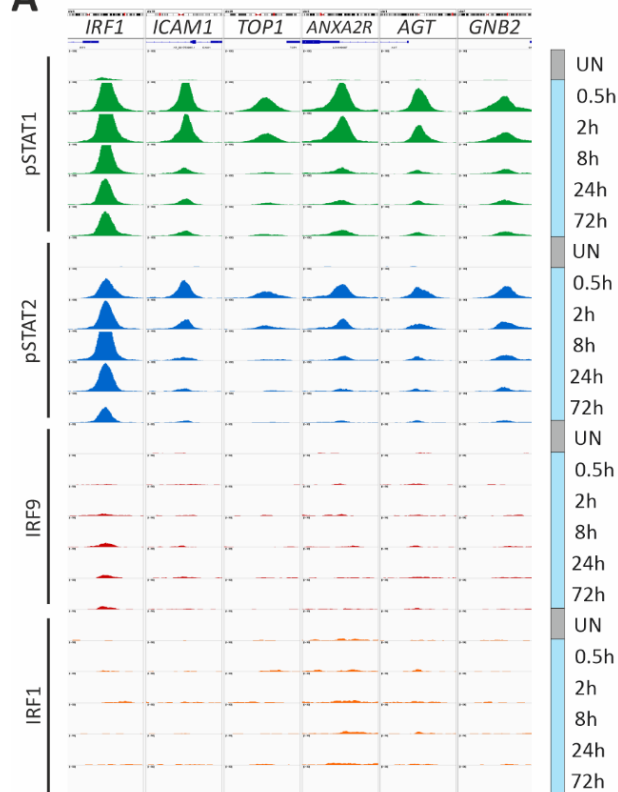 A
IRF1 ICAM1 TOP1 ANXA2R AGT GNB2
pSTAT1
UN
0.5h
2h
8h
24h
72h
pSTAT2
UN
0.5h
2h
8h
24h
72h
IRF9
UN
0.5h
2h
8h
24h
72h
IRF1
UN
0.5h
2h
8h
24h
72h